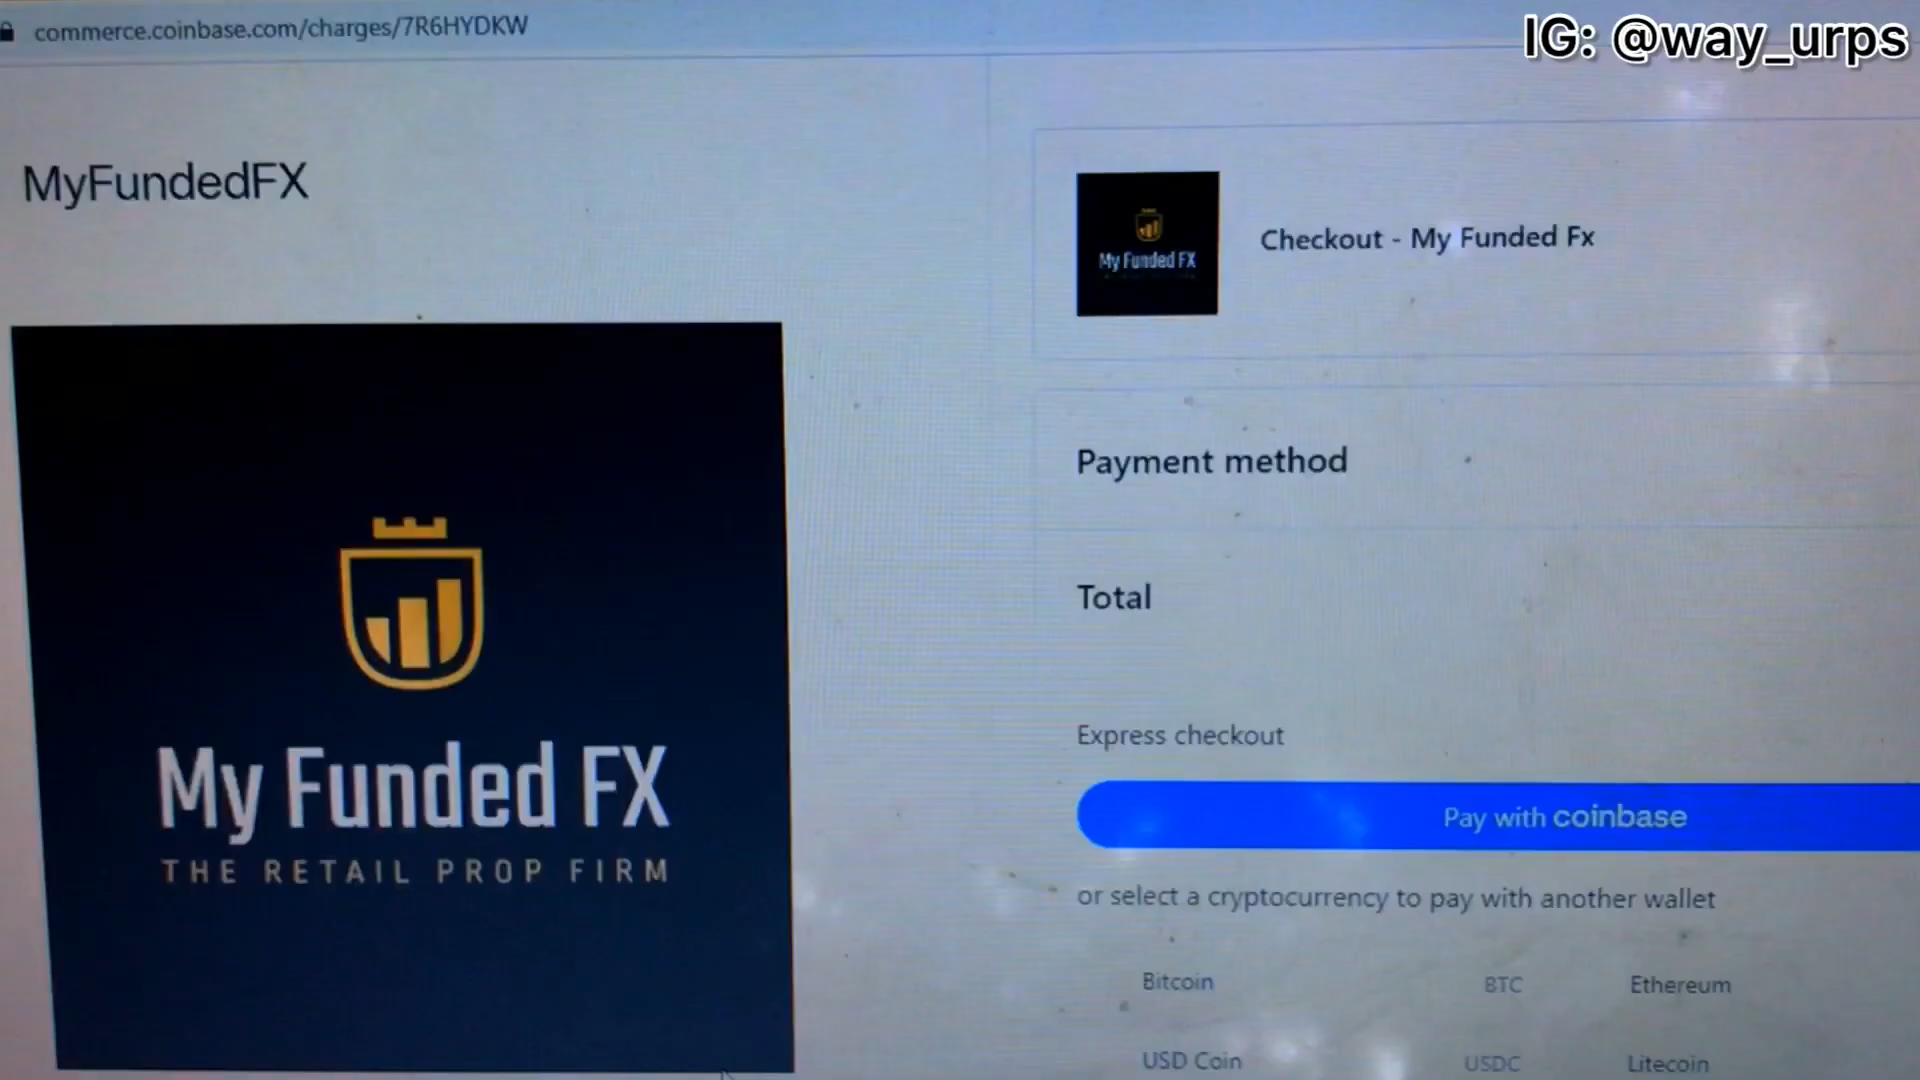 commerce.coinbase.com/charges/7R6HYDKW
IG: @way_urps
MyFundedFX
My Funded FX
THE RETAIL PROP FIRM
My Funded FX
Checkout - My Funded Fx
Payment method
Total
Express checkout
Pay with coinbase
or select a cryptocurrency to pay with another wallet
Bitcoin BTC Ethereum
USD Coin USDC Litecoin